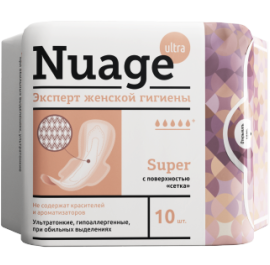 Nuage
ultra
Эксперт женской гигиены
Super
с поверхностью
«сетка»
Не содержат красителей
и ароматизаторов
Ультратонкие, гипоаллергенные,
при обильных выделениях
10 шт.